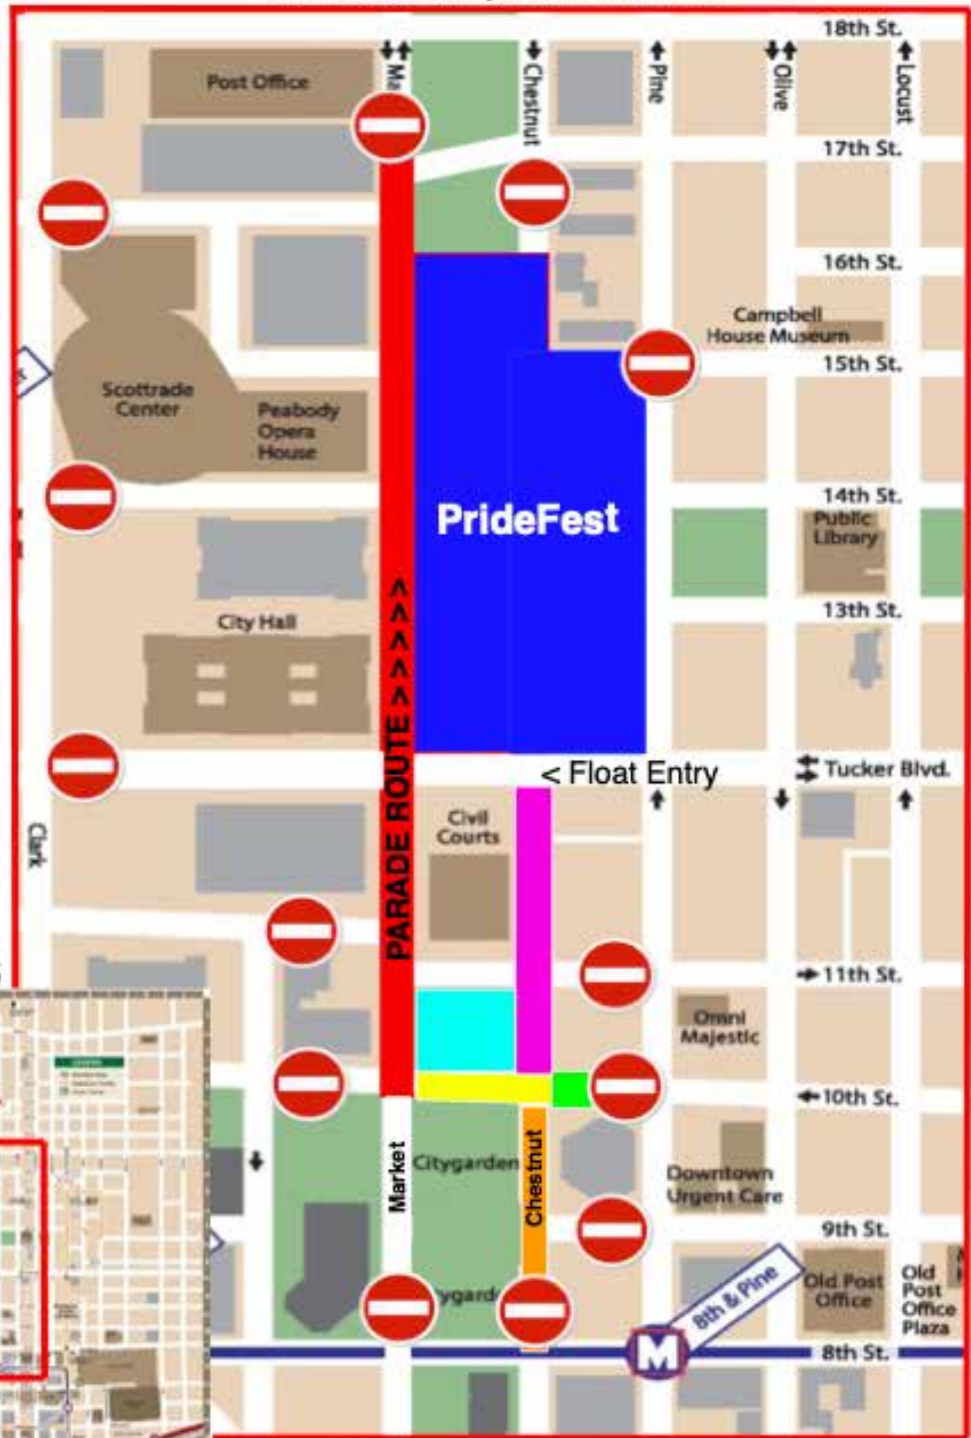 18th St.
Post Office
Ma
Chestnut
Pine
Olive
Locust
17th St.
16th St.
Campbell
House Museum
15th St.
Scottrade
Center
Peabody
Opera
House
14th St.
PrideFest
Public
Library
13th St.
City Hall
PARADE ROUTE > > > > > >
< Float Entry
Tucker Blvd.
Civil
Courts
Clark
11th St.
Omni
Majestic
10th St.
Market
Citygarden
Chestnut
Downtown
Urgent Care
9th St.
ygard
8th & Pine
Old Post
Office
Old
Post
Office
Plaza
M
8th St.